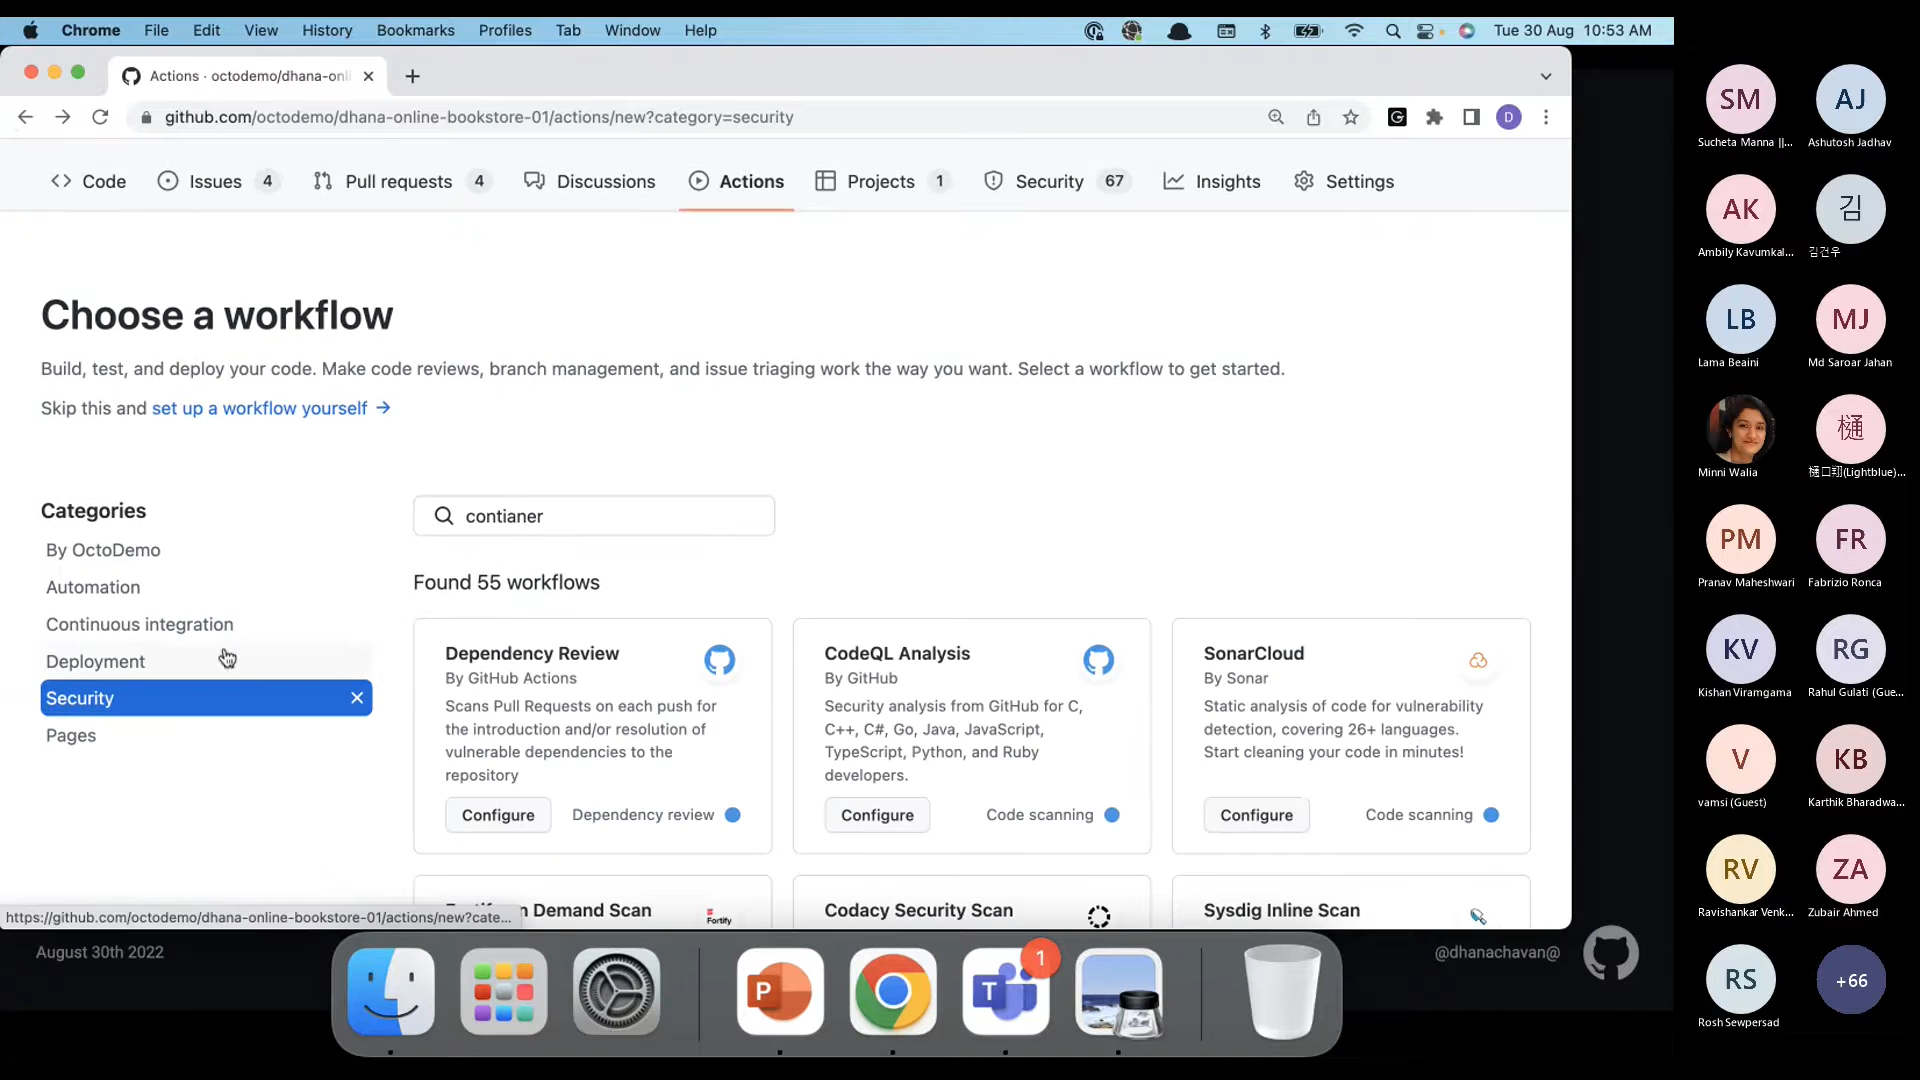 Chrome File Edit View History Bookmarks Profiles Tab Window Help Tue 30 Aug 10:53 AM
Actions · octodemo/dhana-onli
github.com/octodemo/dhana-online-bookstore-01/actions/new?category=security
D
Code Issues 4 Pull requests 4 Discussions Actions Projects 1 Security 67 Insights Settings
Choose a workflow
Build, test, and deploy your code. Make code reviews, branch management, and issue triaging work the way you want. Select a workflow to get started.
Skip this and set up a workflow yourself →
Categories
By OctoDemo
Automation
Continuous integration
Deployment
Security
Pages
contianer
Found 55 workflows
Dependency Review
By GitHub Actions
Scans Pull Requests on each push for
the introduction and/or resolution of
vulnerable dependencies to the
repository
Configure Dependency review
CodeQL Analysis
By GitHub
Security analysis from GitHub for C,
C++, C#, Go, Java, JavaScript,
TypeScript, Python, and Ruby
developers.
Configure Code scanning
SonarCloud
By Sonar
Static analysis of code for vulnerability
detection, covering 26+ languages.
Start cleaning your code in minutes!
Configure Code scanning
Demand Scan
Fortify
Codacy Security Scan
Sysdig Inline Scan
https://github.com/octodemo/dhana-online-bookstore-01/actions/new?cate...
August 30th 2022
@dhanachavan@
P
T
1
SM
Sucheta Manna ||...
AJ
Ashutosh Jadhav
AK
Ambily Kavumkal...
김
김건우
LB
Lama Beaini
MJ
Md Saroar Jahan
Minni Walia
樋
樋口翔(Lightblue)...
PM
Pranav Maheshwari
FR
Fabrizio Ronca
KV
Kishan Viramgama
RG
Rahul Gulati (Gue...
V
vamsi (Guest)
KB
Karthik Bharadwa...
RV
Ravishankar Venk...
ZA
Zubair Ahmed
RS
Rosh Sewpersad
+66